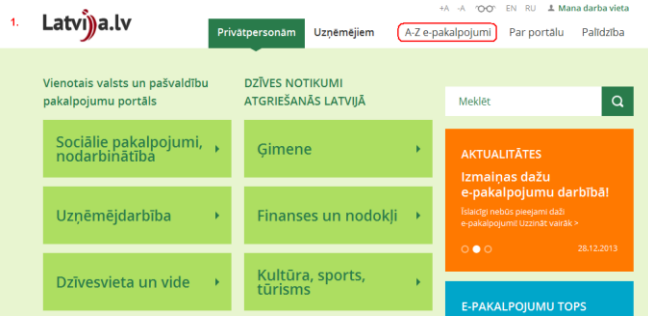 +A -A EN RU Mana darba vieta
1. Latvija.lv
Privātpersonām Uzņēmējiem A-Z e-pakalpojumi Par portālu Palīdzība
Vienotais valsts un pašvaldību
pakalpojumu portāls
DZĪVES NOTIKUMI
ATGRIEŠANĀS LATVIJĀ
Meklēt
Sociālie pakalpojumi,
nodarbinātība
Ģimene
AKTUALITĀTES
Izmaiņas dažu
e-pakalpojumu darbībā!
Īslaicīgi nebūs pieejami daži
e-pakalpojumi! Uzzināt vairāk >
28.12.2013
Uzņēmējdarbība
Finanses un nodokļi
Dzīvesvieta un vide
Kultūra, sports,
tūrisms
E-PAKALPOJUMU TOPS